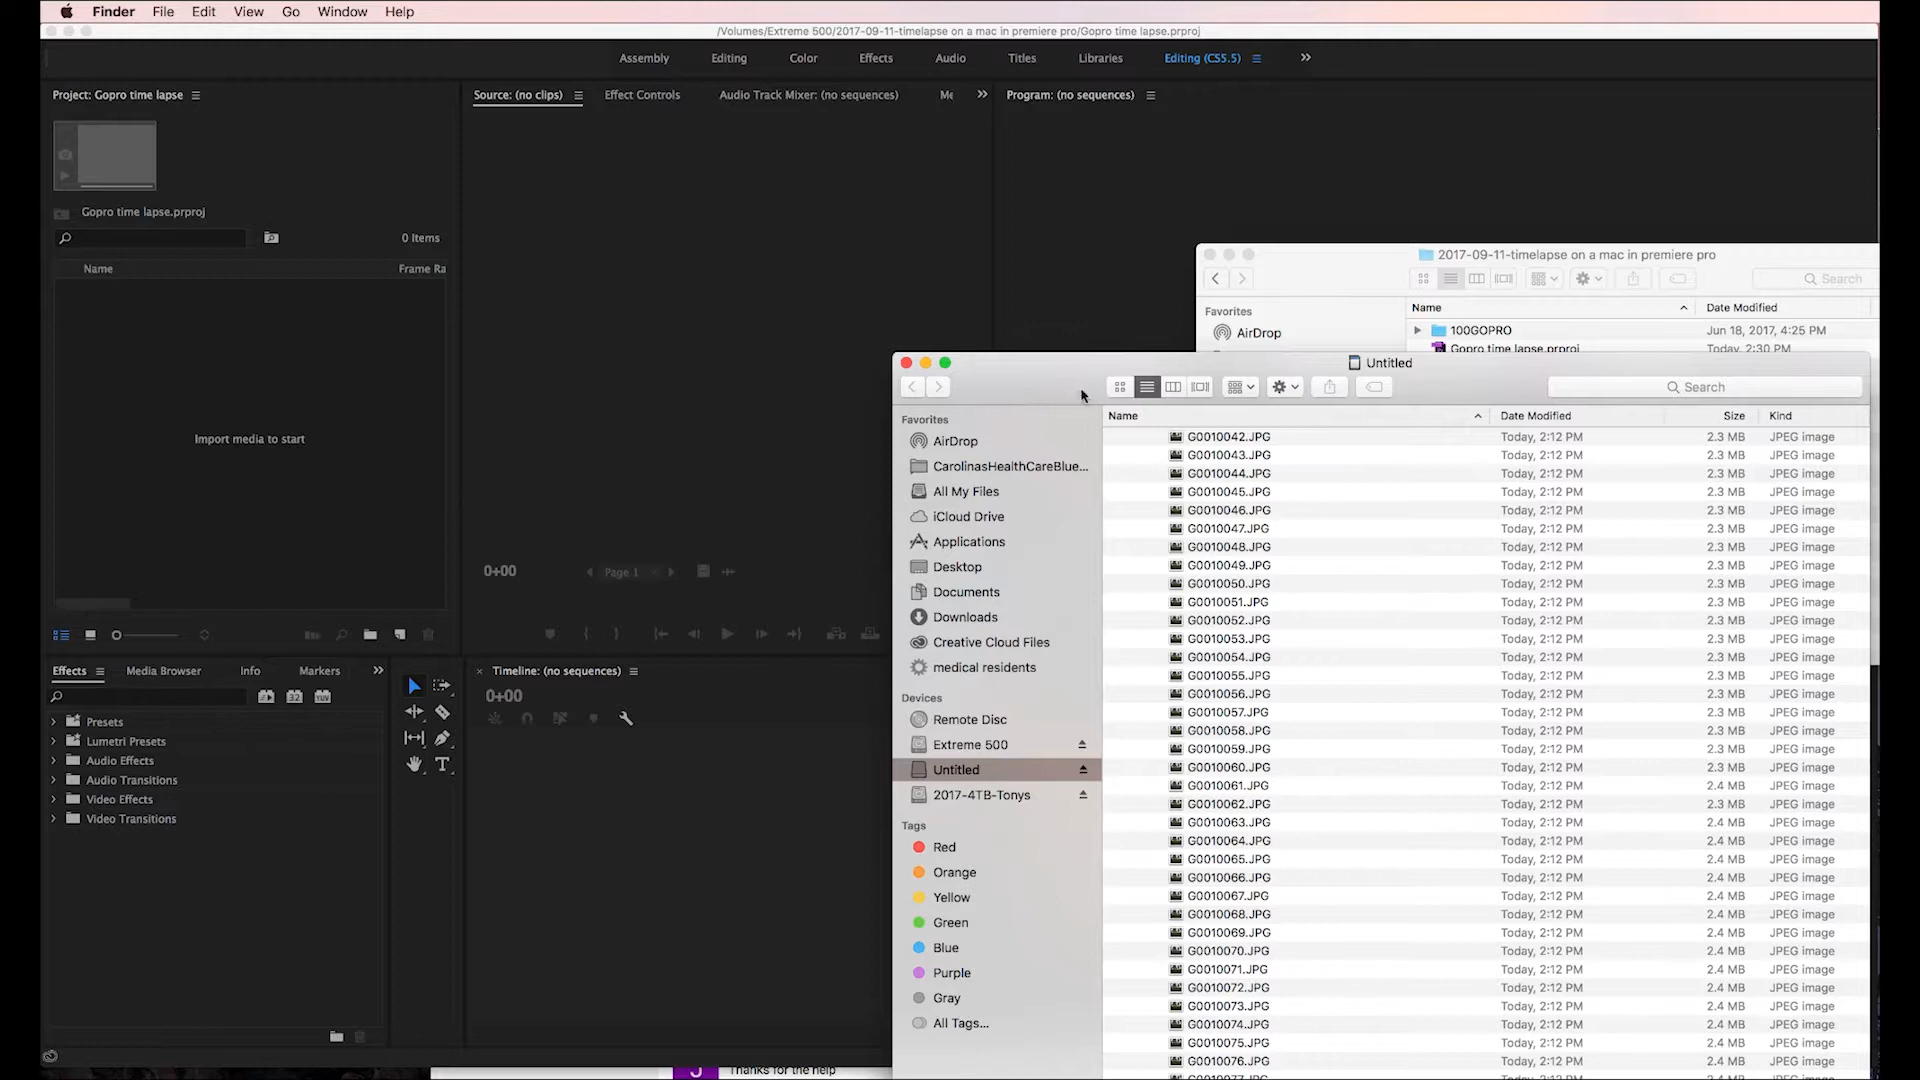 Finder File Edit View Go Window Help
/Volumes/Extreme 500/2017-09-11-timelapse on a mac in premiere pro/Gopro time lapse.prproj
Assembly Editing Color Effects Audio Titles Libraries Editing (CS5.5)
Project: Gopro time lapse
Source: (no clips) Effect Controls Audio Track Mixer: (no sequences) Me
Program: (no sequences)
Gopro time lapse.prproj
0 Items
Name Frame Ra
Import media to start
0+00
Page 1
Effects Media Browser Info Markers
32 YUV
Presets
Lumetri Presets
Audio Effects
Audio Transitions
Video Effects
Video Transitions
Timeline: (no sequences)
0+00
2017-09-11-timelapse on a mac in premiere pro
Search
Favorites
AirDrop
Name Date Modified
100GOPRO Jun 18, 2017, 4:25 PM
Gopro time lapse.prproj Today, 2:30 PM
Untitled
Search
Favorites
AirDrop
CarolinasHealthCareBlue...
All My Files
iCloud Drive
Applications
Desktop
Documents
Downloads
Creative Cloud Files
medical residents
Devices
Remote Disc
Extreme 500
Untitled
2017-4TB-Tonys
Tags
Red
Orange
Yellow
Green
Blue
Purple
Gray
All Tags...
Name Date Modified Size Kind
G0010042.JPG Today, 2:12 PM 2.3 MB JPEG image
G0010043.JPG Today, 2:12 PM 2.3 MB JPEG image
G0010044.JPG Today, 2:12 PM 2.3 MB JPEG image
G0010045.JPG Today, 2:12 PM 2.3 MB JPEG image
G0010046.JPG Today, 2:12 PM 2.3 MB JPEG image
G0010047.JPG Today, 2:12 PM 2.3 MB JPEG image
G0010048.JPG Today, 2:12 PM 2.3 MB JPEG image
G0010049.JPG Today, 2:12 PM 2.3 MB JPEG image
G0010050.JPG Today, 2:12 PM 2.3 MB JPEG image
G0010051.JPG Today, 2:12 PM 2.3 MB JPEG image
G0010052.JPG Today, 2:12 PM 2.3 MB JPEG image
G0010053.JPG Today, 2:12 PM 2.3 MB JPEG image
G0010054.JPG Today, 2:12 PM 2.3 MB JPEG image
G0010055.JPG Today, 2:12 PM 2.3 MB JPEG image
G0010056.JPG Today, 2:12 PM 2.3 MB JPEG image
G0010057.JPG Today, 2:12 PM 2.3 MB JPEG image
G0010058.JPG Today, 2:12 PM 2.3 MB JPEG image
G0010059.JPG Today, 2:12 PM 2.3 MB JPEG image
G0010060.JPG Today, 2:12 PM 2.3 MB JPEG image
G0010061.JPG Today, 2:12 PM 2.4 MB JPEG image
G0010062.JPG Today, 2:12 PM 2.3 MB JPEG image
G0010063.JPG Today, 2:12 PM 2.4 MB JPEG image
G0010064.JPG Today, 2:12 PM 2.4 MB JPEG image
G0010065.JPG Today, 2:12 PM 2.4 MB JPEG image
G0010066.JPG Today, 2:12 PM 2.4 MB JPEG image
G0010067.JPG Today, 2:12 PM 2.4 MB JPEG image
G0010068.JPG Today, 2:12 PM 2.4 MB JPEG image
G0010069.JPG Today, 2:12 PM 2.4 MB JPEG image
G0010070.JPG Today, 2:12 PM 2.4 MB JPEG image
G0010071.JPG Today, 2:12 PM 2.4 MB JPEG image
G0010072.JPG Today, 2:12 PM 2.4 MB JPEG image
G0010073.JPG Today, 2:12 PM 2.4 MB JPEG image
G0010074.JPG Today, 2:12 PM 2.4 MB JPEG image
G0010075.JPG Today, 2:12 PM 2.4 MB JPEG image
G0010076.JPG Today, 2:12 PM 2.4 MB JPEG image
Thanks for the help